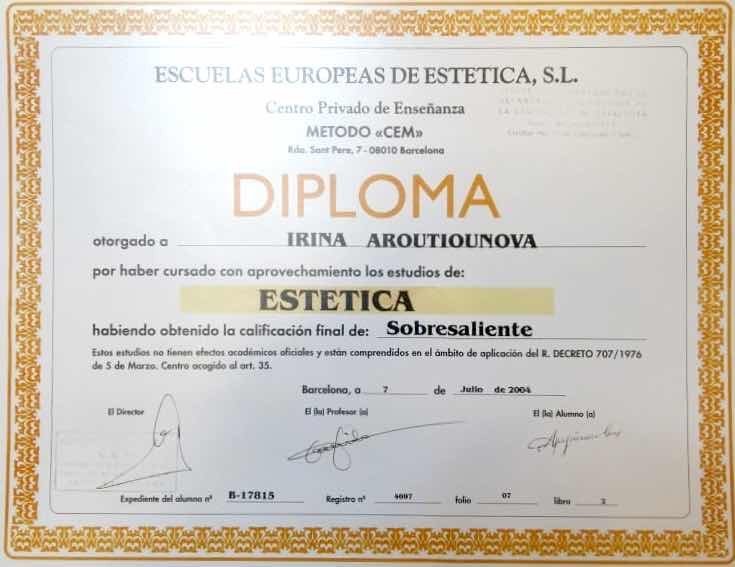 ESCUELAS EUROPEAS DE ESTETICA, S.L.
Centro Privado de Enseñanza
METODO «CEM»
Rda. Sant Pere, 7 - 08010 Barcelona
DIPLOMA
otorgado a IRINA AROUTIOUNOVA
por haber cursado con aprovechamiento los estudios de:
ESTETICA
habiendo obtenido la calificación final de: Sobresaliente
Estos estudios no tienen efectos académicos oficiales y están comprendidos en el ámbito de aplicación del R. DECRETO 707/1976
de 5 de Marzo. Centro acogido al art. 35.
Barcelona, a 7 de Julio de 2004
El Director El (la) Profesor (a) El (la) Alumno (a)
Expediente del alumno nº B-17815 Registro nº 4097 folio 07 libro 2